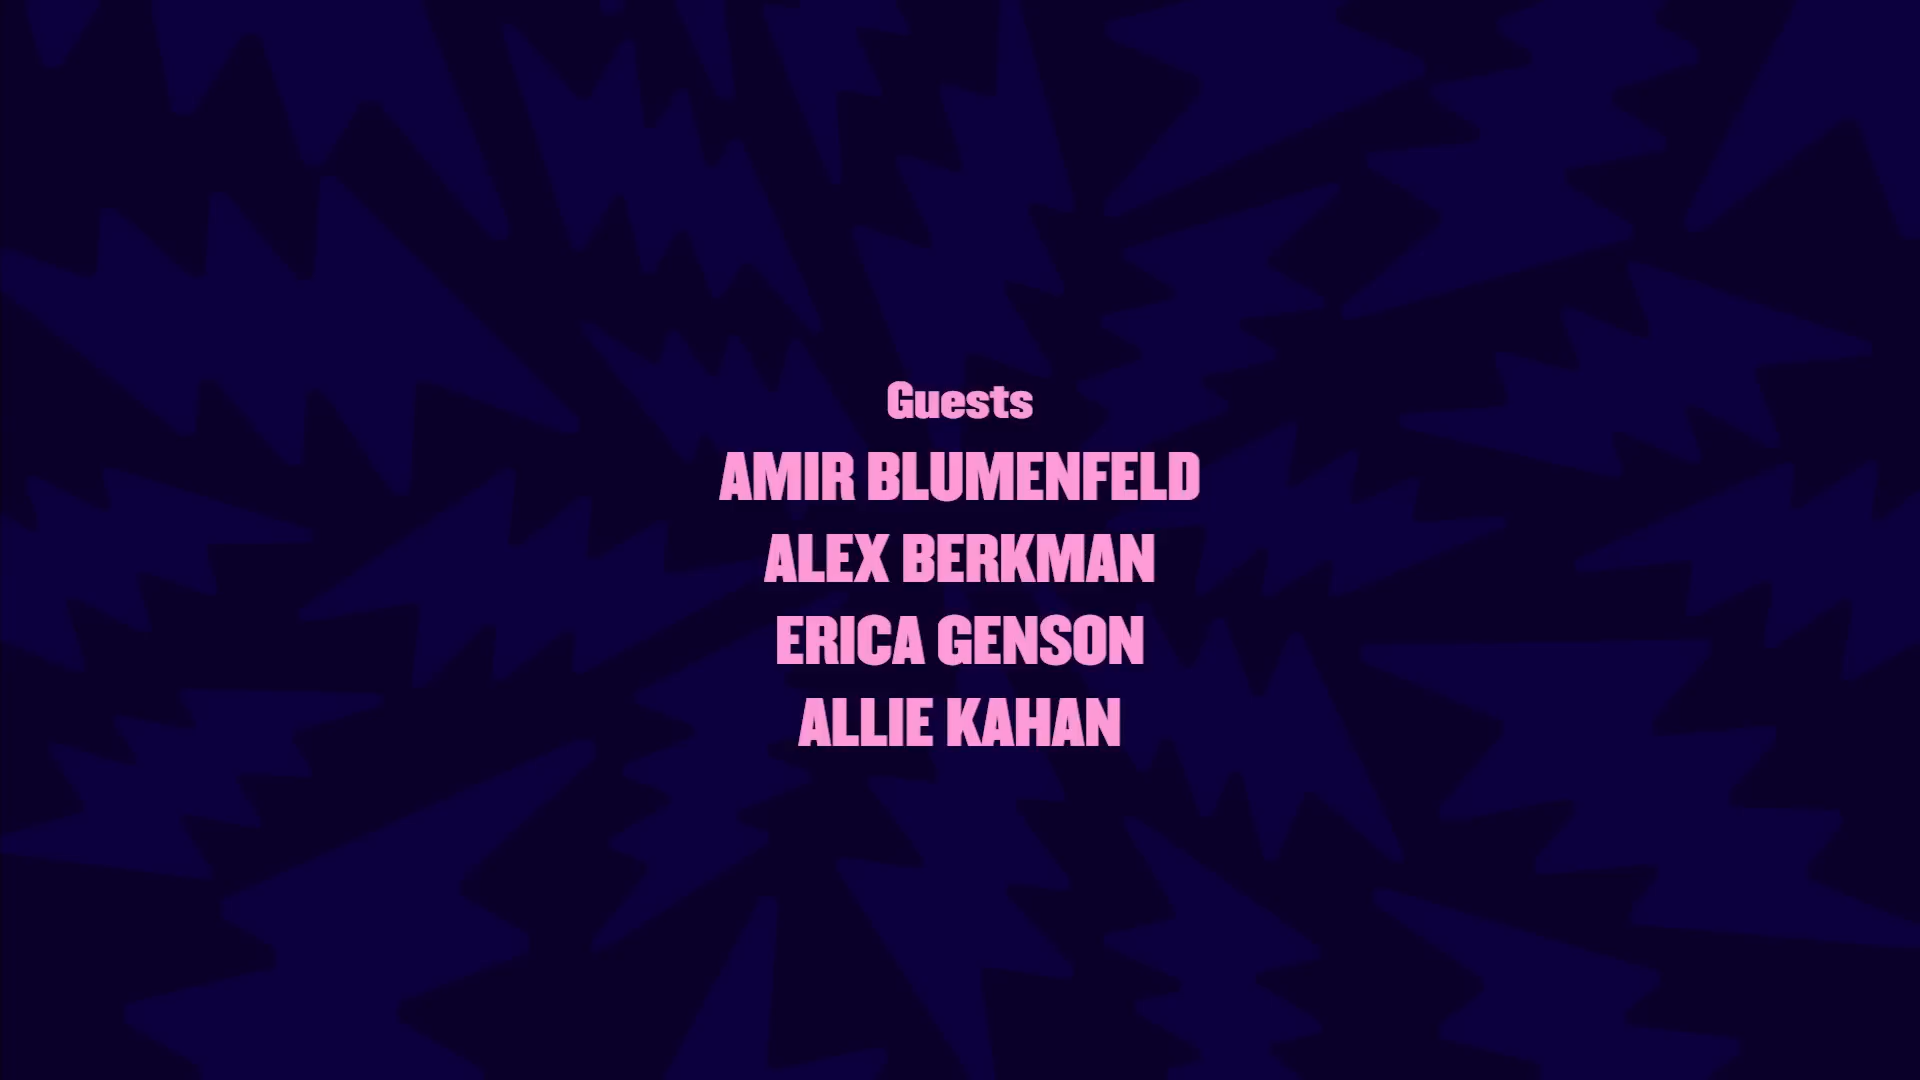 Guests
AMIR BLUMENFELD
ALEX BERKMAN
ERICA GENSON
ALLIE KAHAN